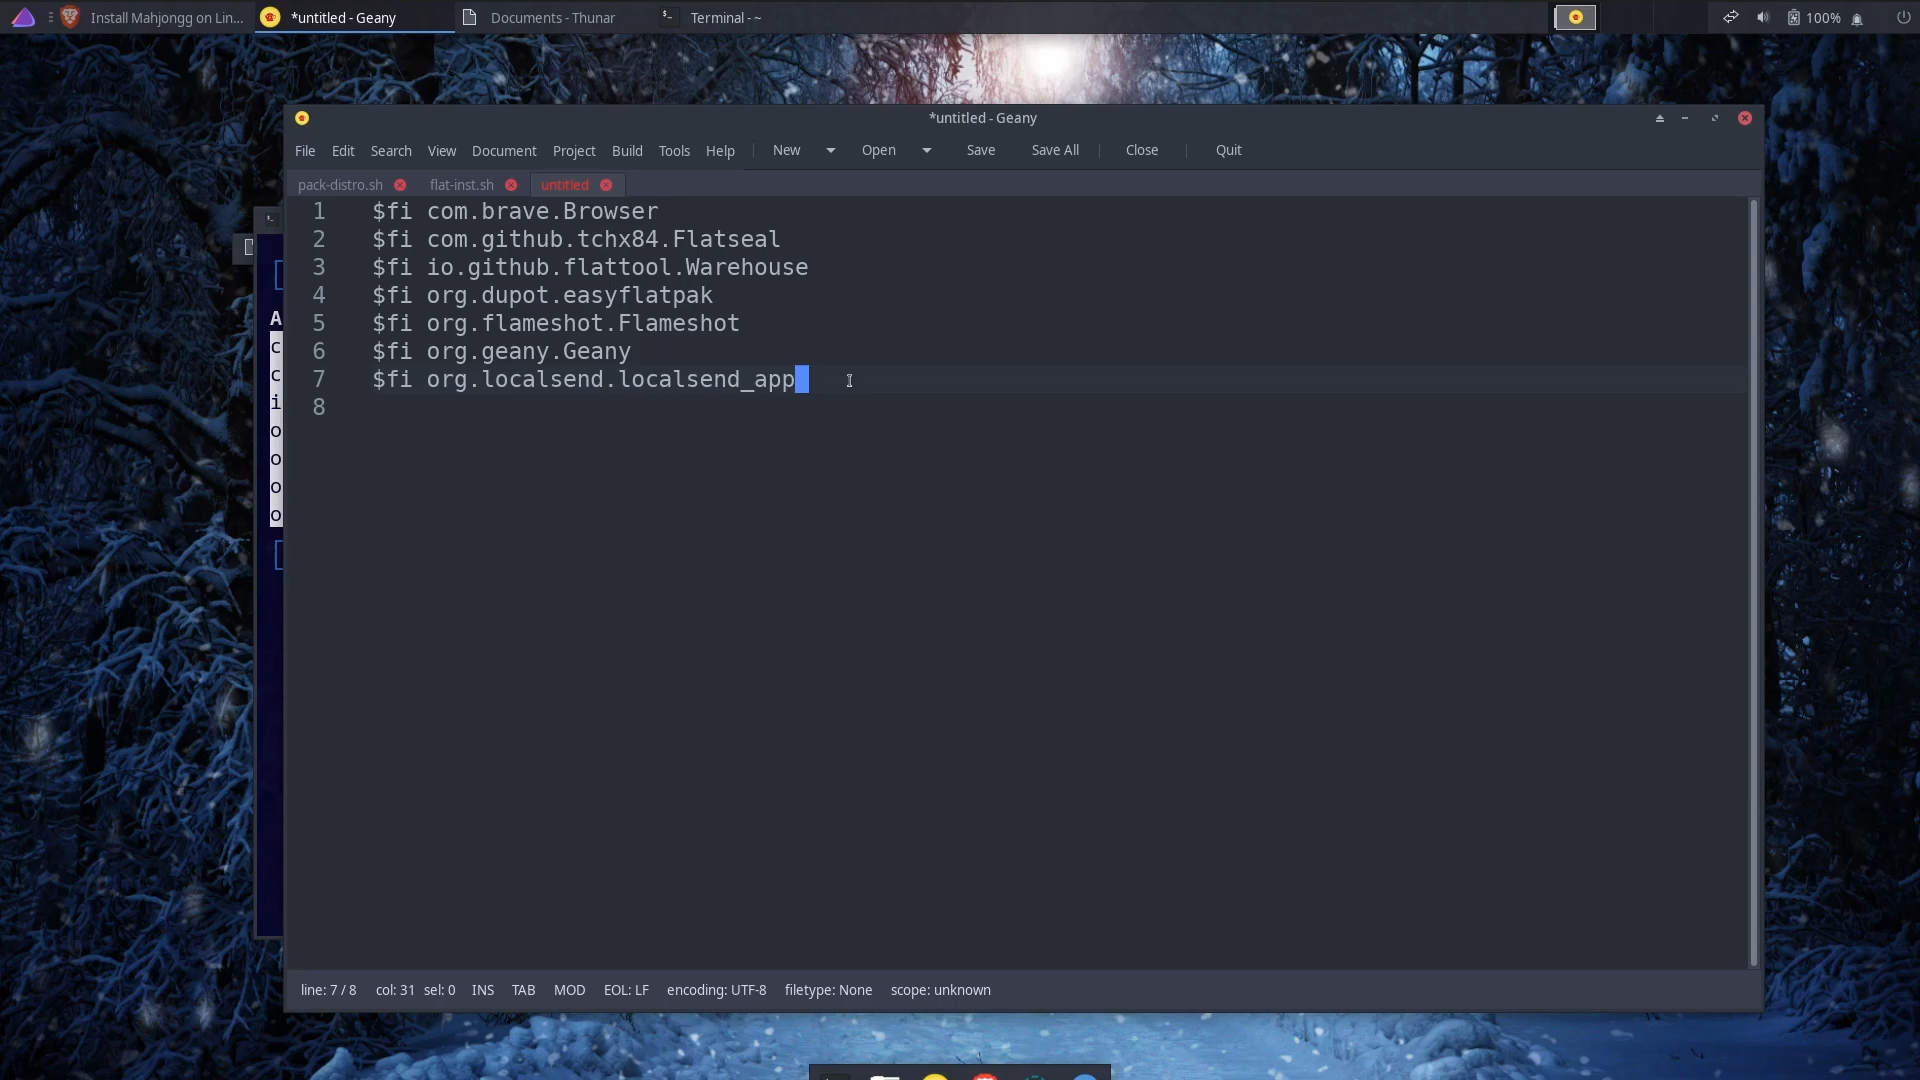 Install Mahjongg on Lin... *untitled - Geany Documents - Thunar Terminal - ~ 100%
*untitled - Geany
File Edit Search View Document Project Build Tools Help New Open Save Save All Close Quit
pack-distro.sh flat-inst.sh untitled
1 $fi com.brave.Browser
2 $fi com.github.tchx84.Flatseal
3 $fi io.github.flattool.Warehouse
4 $fi org.dupot.easyflatpak
5 $fi org.flameshot.Flameshot
6 $fi org.geany.Geany
7 $fi org.localsend.localsend_app
8
A
c
c
i
o
o
o
o
line: 7 / 8 col: 31 sel: 0 INS TAB MOD EOL: LF encoding: UTF-8 filetype: None scope: unknown